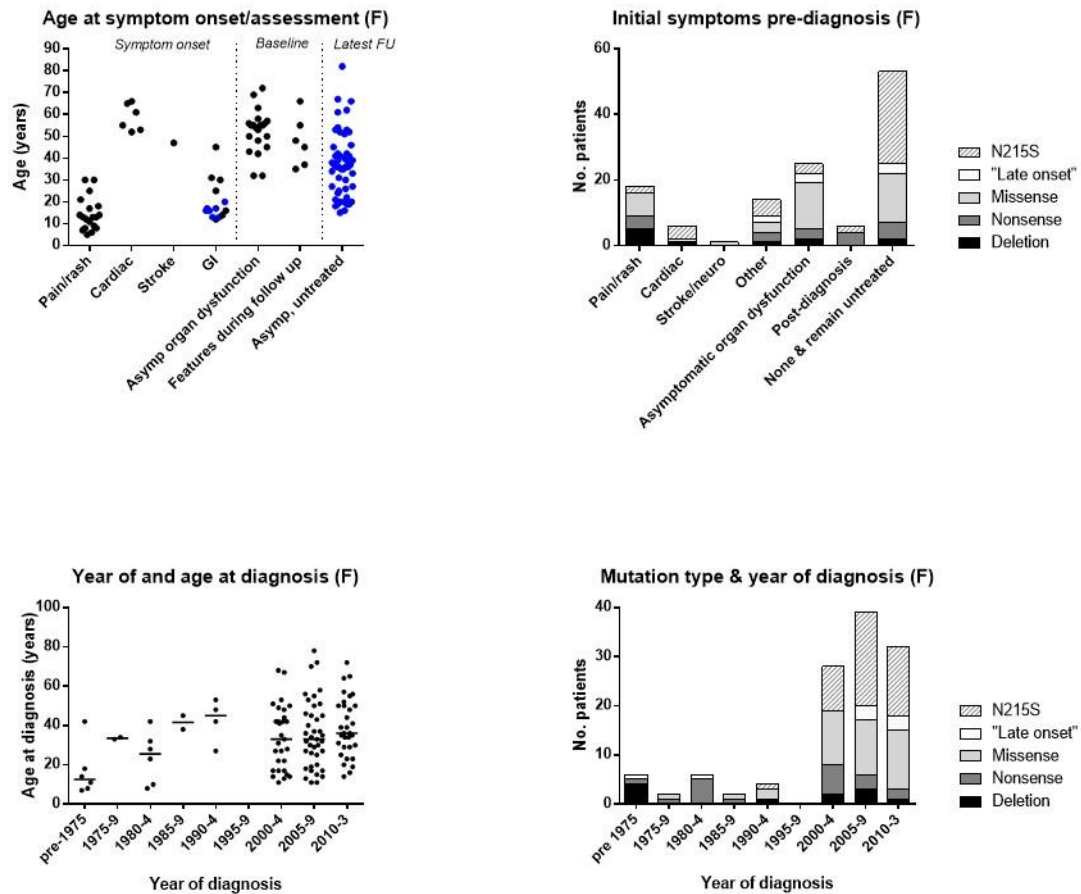 Age at symptom onset/assessment (F)
Symptom onset
Baseline
Latest FU
Age (years)
90
80
70
60
50
40
30
20
10
0
Pain/rash
Cardiac
Stroke
GI
Asymp organ dysfunction
Features during follow up
Asymp, untreated
Initial symptoms pre-diagnosis (F)
No. patients
60
40
20
0
Pain/rash
Cardiac
Stroke/neuro
Other
Asymptomatic organ dysfunction
Post-diagnosis
None & remain untreated
N215S
"Late onset"
Missense
Nonsense
Deletion
Year of and age at diagnosis (F)
Age at diagnosis (years)
100
80
60
40
20
0
pre-1975
1975-9
1980-4
1985-9
1990-4
1995-9
2000-4
2005-9
2010-3
Year of diagnosis
Mutation type & year of diagnosis (F)
No. patients
40
30
20
10
0
pre 1975
1975-9
1980-4
1985-9
1990-4
1995-9
2000-4
2005-9
2010-3
Year of diagnosis
N215S
"Late onset"
Missense
Nonsense
Deletion